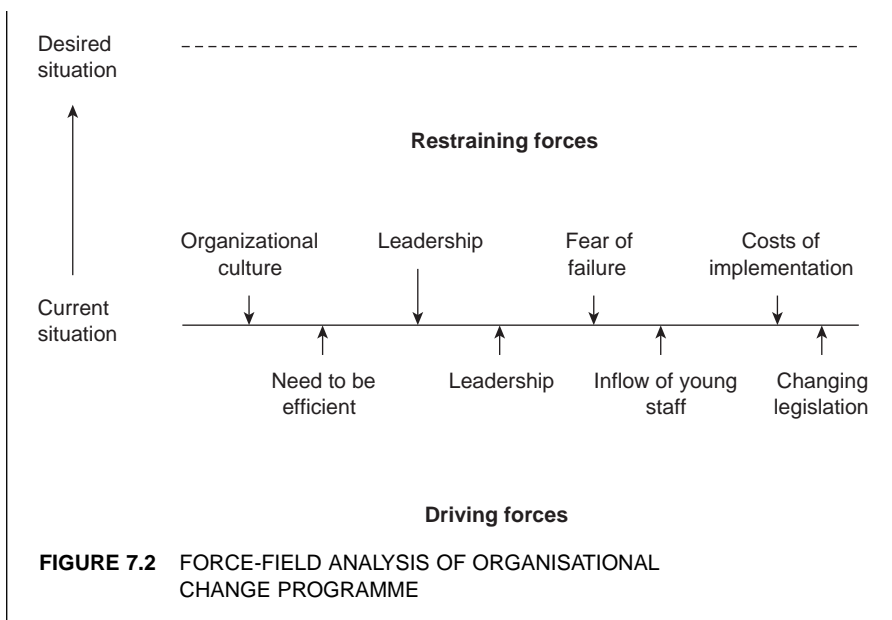 Desired
situation
Restraining forces
Organizational
culture
Leadership
Fear of
failure
Costs of
implementation
Current
situation
Need to be
efficient
Leadership
Inflow of young
staff
Changing
legislation
Driving forces
FIGURE 7.2 FORCE-FIELD ANALYSIS OF ORGANISATIONAL
CHANGE PROGRAMME